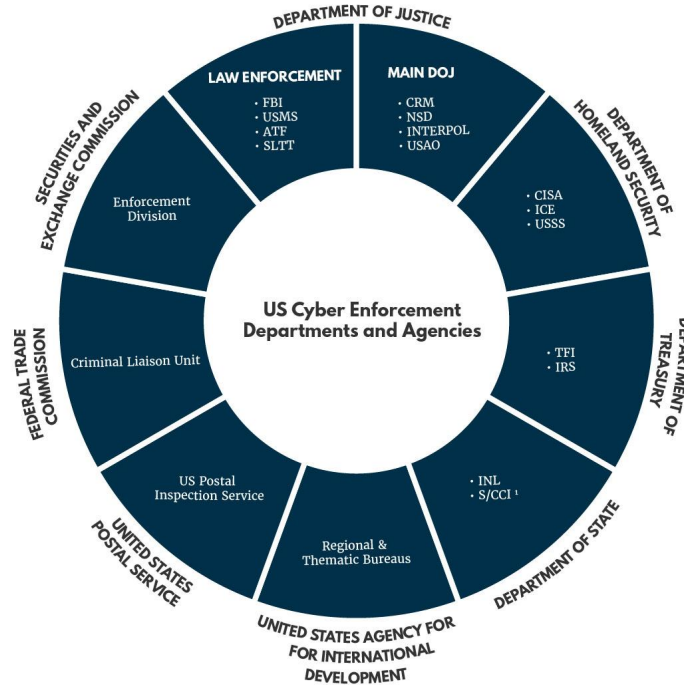 DEPARTMENT OF JUSTICE
LAW ENFORCEMENT
• FBI
• USMS
• ATF
• SLTT
MAIN DOJ
• CRM
• NSD
• INTERPOL
• USAO
DEPARTMENT OF
HOMELAND SECURITY
• CISA
• ICE
• USSS
DEPARTMENT OF
TREASURY
• TFI
• IRS
DEPARTMENT OF STATE
• INL
• S/CCI ¹
UNITED STATES AGENCY FOR
FOR INTERNATIONAL
DEVELOPMENT
Regional &
Thematic Bureaus
UNITED STATES
POSTAL SERVICE
US Postal
Inspection Service
FEDERAL TRADE
COMMISSION
Criminal Liaison Unit
SECURITIES AND
EXCHANGE COMMISSION
Enforcement
Division
US Cyber Enforcement
Departments and Agencies